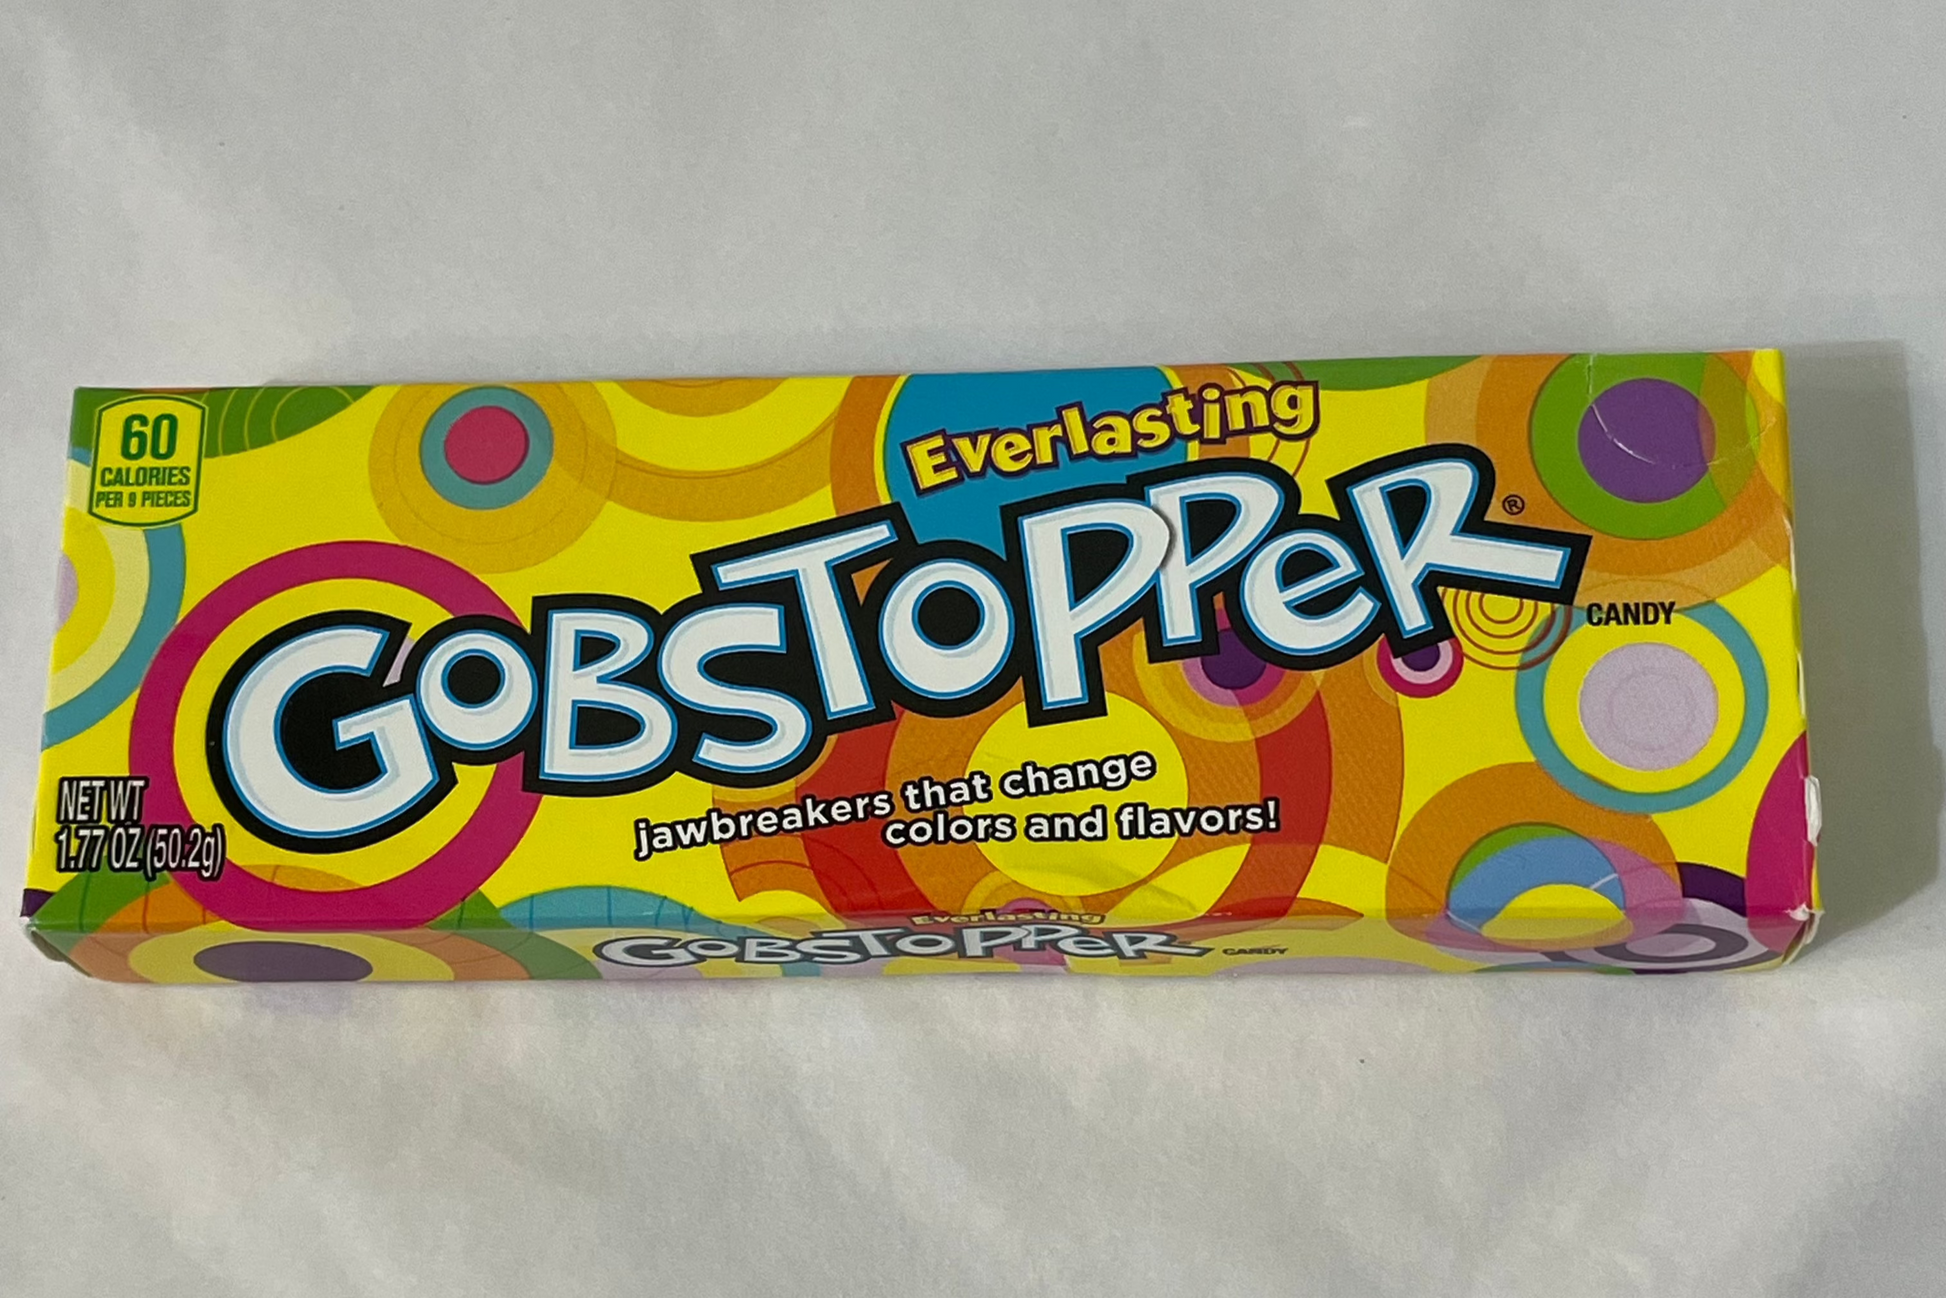 60
CALORIES
PER 9 PIECES
Everlasting
GOBSTOPPER®
CANDY
jawbreakers that change
colors and flavors!
NET WT
1.77 OZ (50.2g)
Everlasting
GOBSTOPPER
CANDY